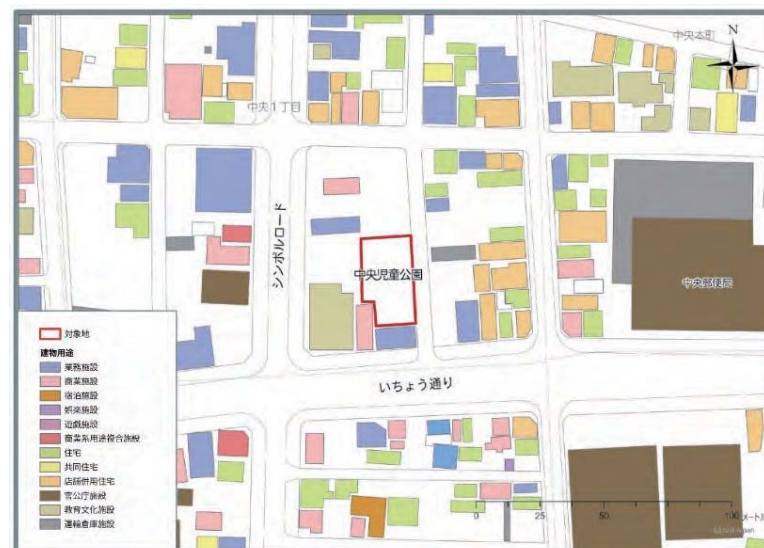 中央本町
N
中央1丁目
シンボルロード
中央児童公園
中央郵便局
いちょう通り
対象地
建物用途
業務施設
商業施設
宿泊施設
娯楽施設
遊戯施設
商業系用途複合施設
住宅
共同住宅
店舗併用住宅
官公庁施設
教育文化施設
運輸倉庫施設
0 25 50 100
メートル